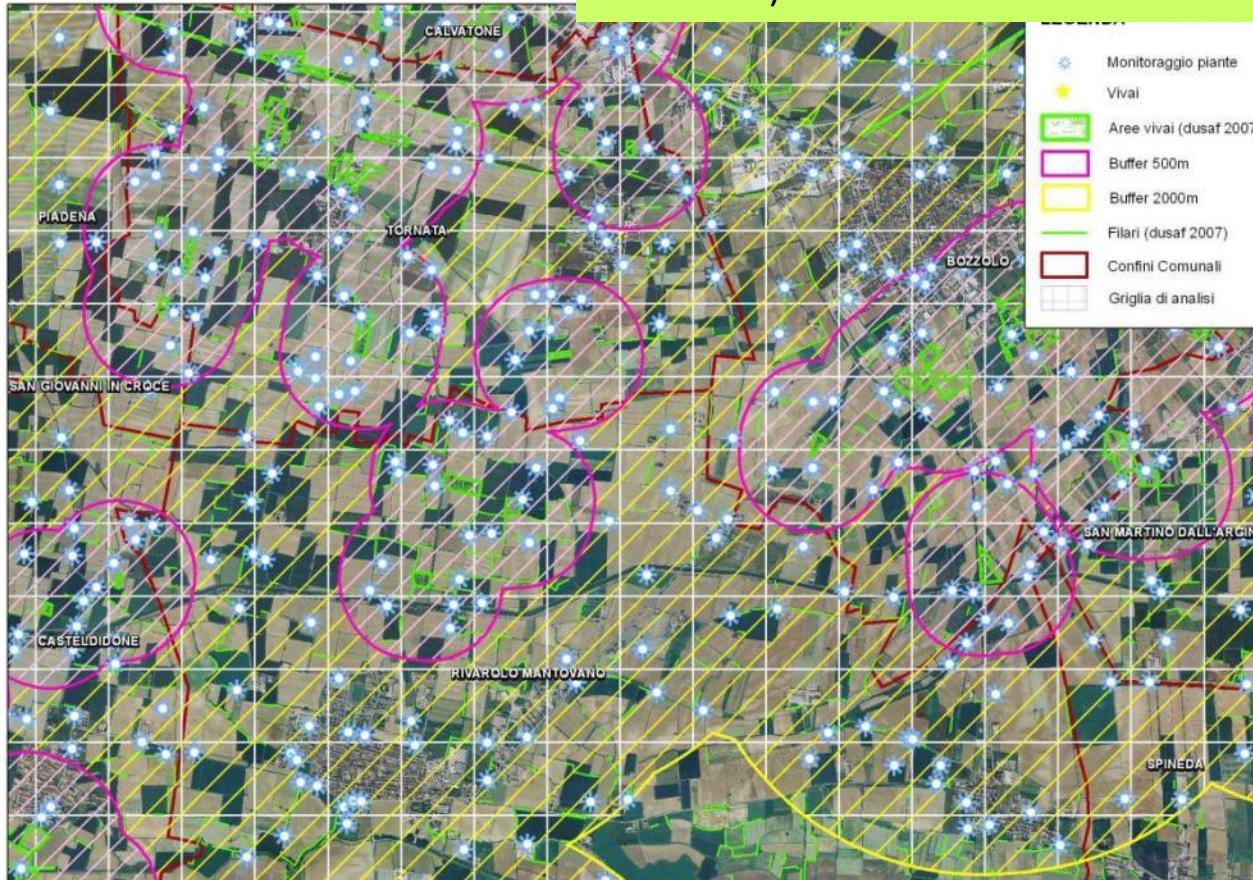 CALVATONE
LEGENDA
Monitoraggio piante
Vivai
Aree vivai (dusaf 2007
Buffer 500m
Buffer 2000m
Filari (dusaf 2007)
Confini Comunali
Griglia di analisi
PIADENA
TORNATA
BOZZOLO
SAN GIOVANNI IN CROCE
SAN MARTINO DALL'ARGIN
CASTELDIDONE
RIVAROLO MANTOVANO
SPINEDA